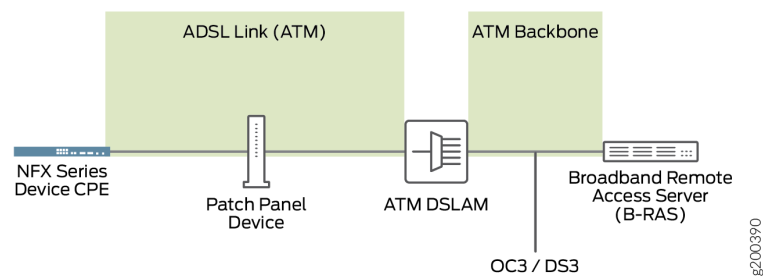 ADSL Link (ATM)
ATM Backbone
NFX Series
Device CPE
Patch Panel
Device
ATM DSLAM
Broadband Remote
Access Server
(B-RAS)
OC3 / DS3
g200390